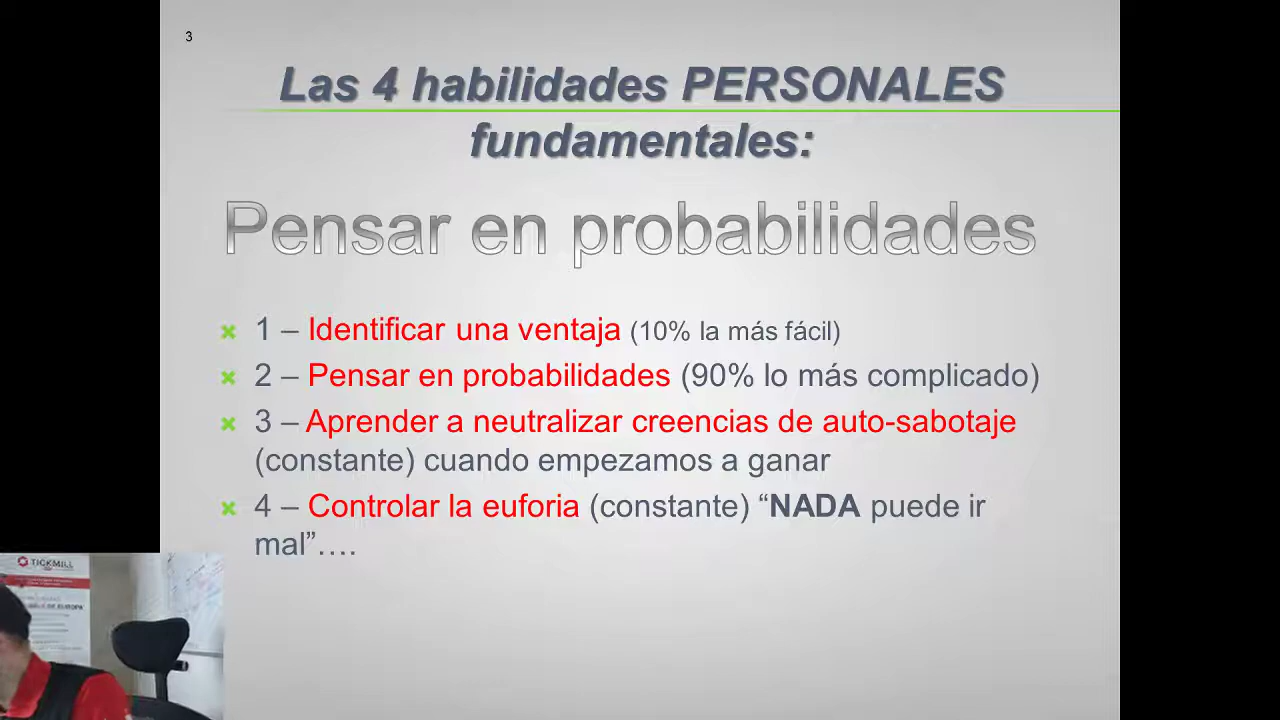 3
Las 4 habilidades PERSONALES
fundamentales:
Pensar en probabilidades
1 – Identificar una ventaja (10% la más fácil)
2 – Pensar en probabilidades (90% lo más complicado)
3 – Aprender a neutralizar creencias de auto-sabotaje
(constante) cuando empezamos a ganar
4 – Controlar la euforia (constante) “NADA puede ir
mal”….
TICKMILL
DE EUROPA